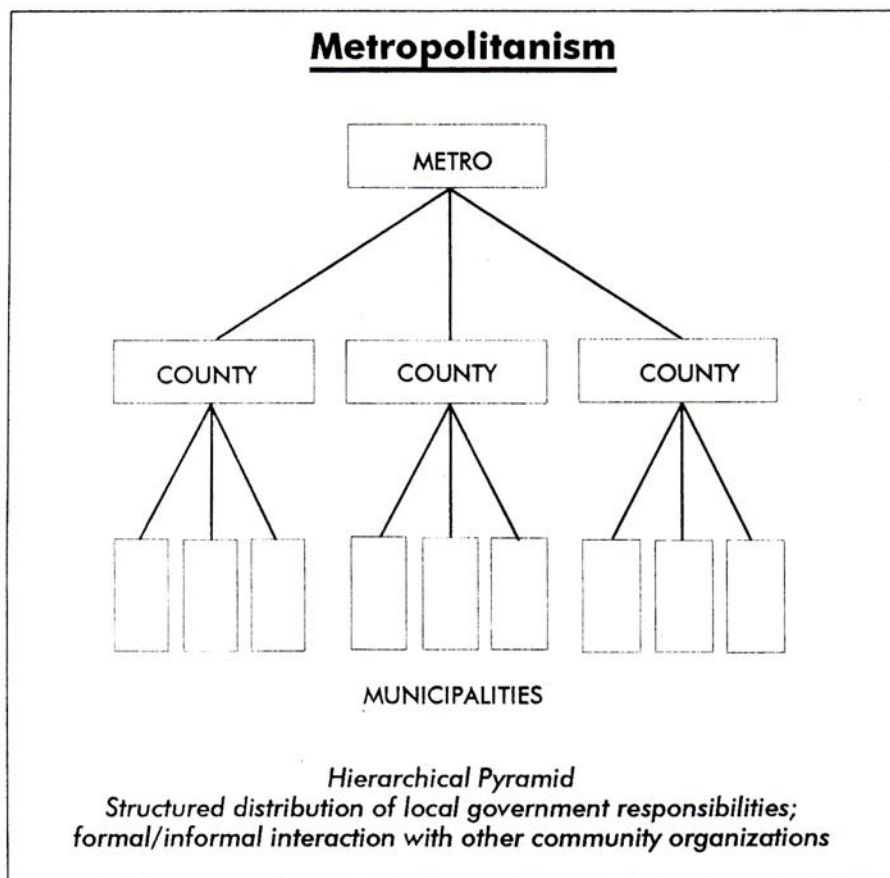 Metropolitanism
METRO
COUNTY COUNTY COUNTY
MUNICIPALITIES
Hierarchical Pyramid
Structured distribution of local government responsibilities;
formal/informal interaction with other community organizations